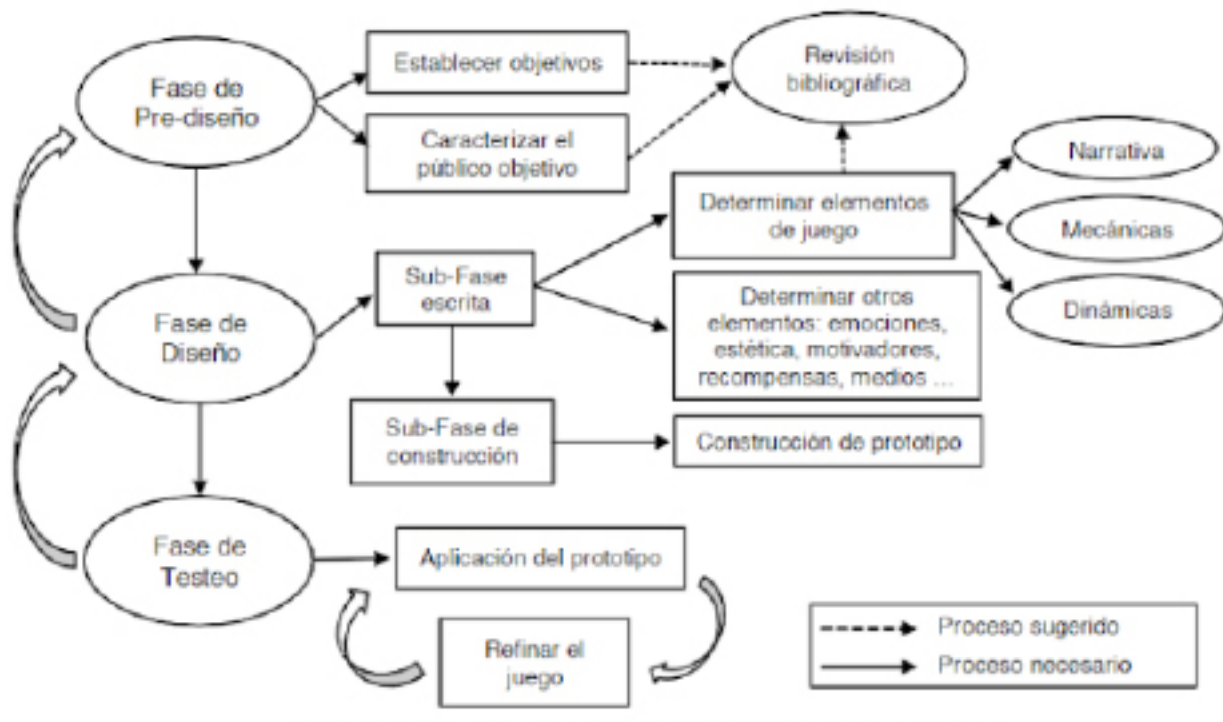 Fase de
Pre-diseño
Establecer objetivos
Caracterizar el
público objetivo
Revisión
bibliográfica
Fase de
Diseño
Sub-Fase
escrita
Determinar elementos
de juego
Narrativa
Mecánicas
Dinámicas
Determinar otros
elementos: emociones,
estética, motivadores,
recompensas, medios ...
Sub-Fase de
construcción
Construcción de prototipo
Fase de
Testeo
Aplicación del prototipo
Refinar el
juego
Proceso sugerido
Proceso necesario